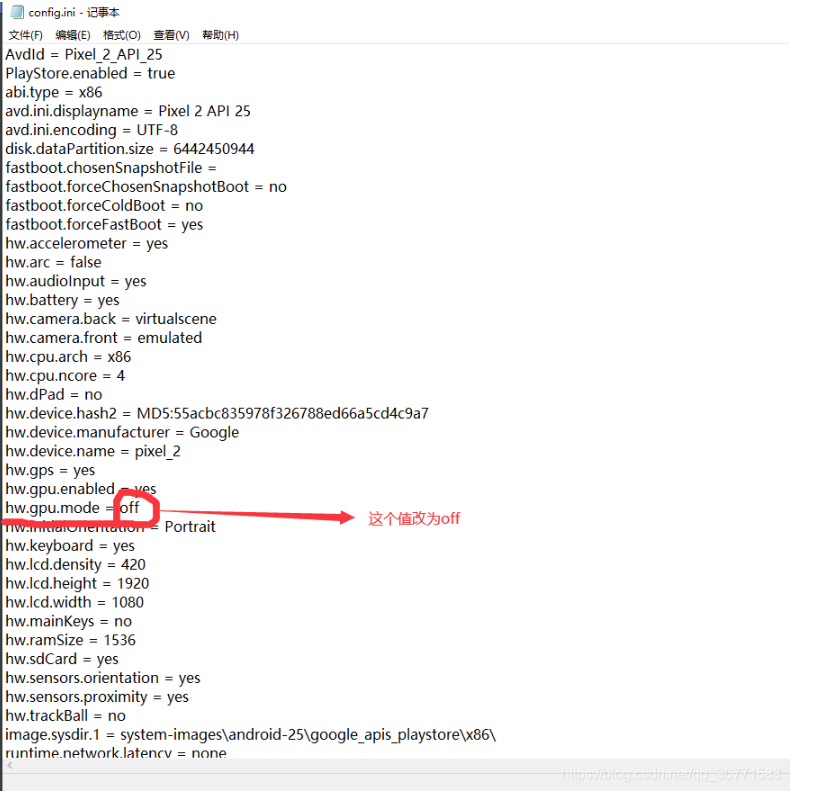 config.ini - 记事本
文件(F) 编辑(E) 格式(O) 查看(V) 帮助(H)
AvdId = Pixel_2_API_25
PlayStore.enabled = true
abi.type = x86
avd.ini.displayname = Pixel 2 API 25
avd.ini.encoding = UTF-8
disk.dataPartition.size = 6442450944
fastboot.chosenSnapshotFile =
fastboot.forceChosenSnapshotBoot = no
fastboot.forceColdBoot = no
fastboot.forceFastBoot = yes
hw.accelerometer = yes
hw.arc = false
hw.audioInput = yes
hw.battery = yes
hw.camera.back = virtualscene
hw.camera.front = emulated
hw.cpu.arch = x86
hw.cpu.ncore = 4
hw.dPad = no
hw.device.hash2 = MD5:55acbc835978f326788ed66a5cd4c9a7
hw.device.manufacturer = Google
hw.device.name = pixel_2
hw.gps = yes
hw.gpu.enabled = yes
hw.gpu.mode = off
这个值改为off
hw.initialOrientation = Portrait
hw.keyboard = yes
hw.lcd.density = 420
hw.lcd.height = 1920
hw.lcd.width = 1080
hw.mainKeys = no
hw.ramSize = 1536
hw.sdCard = yes
hw.sensors.orientation = yes
hw.sensors.proximity = yes
hw.trackBall = no
image.sysdir.1 = system-images\android-25\google_apis_playstore\x86\
runtime.network.latency = none
https://blog.csdn.net/qq_36771588